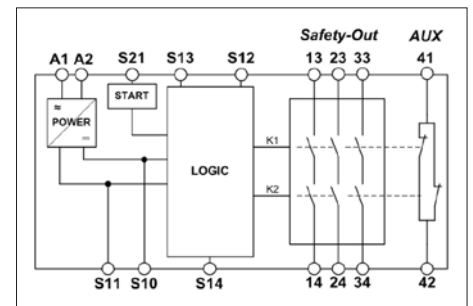 Safety-Out AUX
A1 A2 S21 S13 S12 13 23 33 41
START
≈
POWER
⎓
K1
LOGIC
K2
S11 S10 S14 14 24 34 42